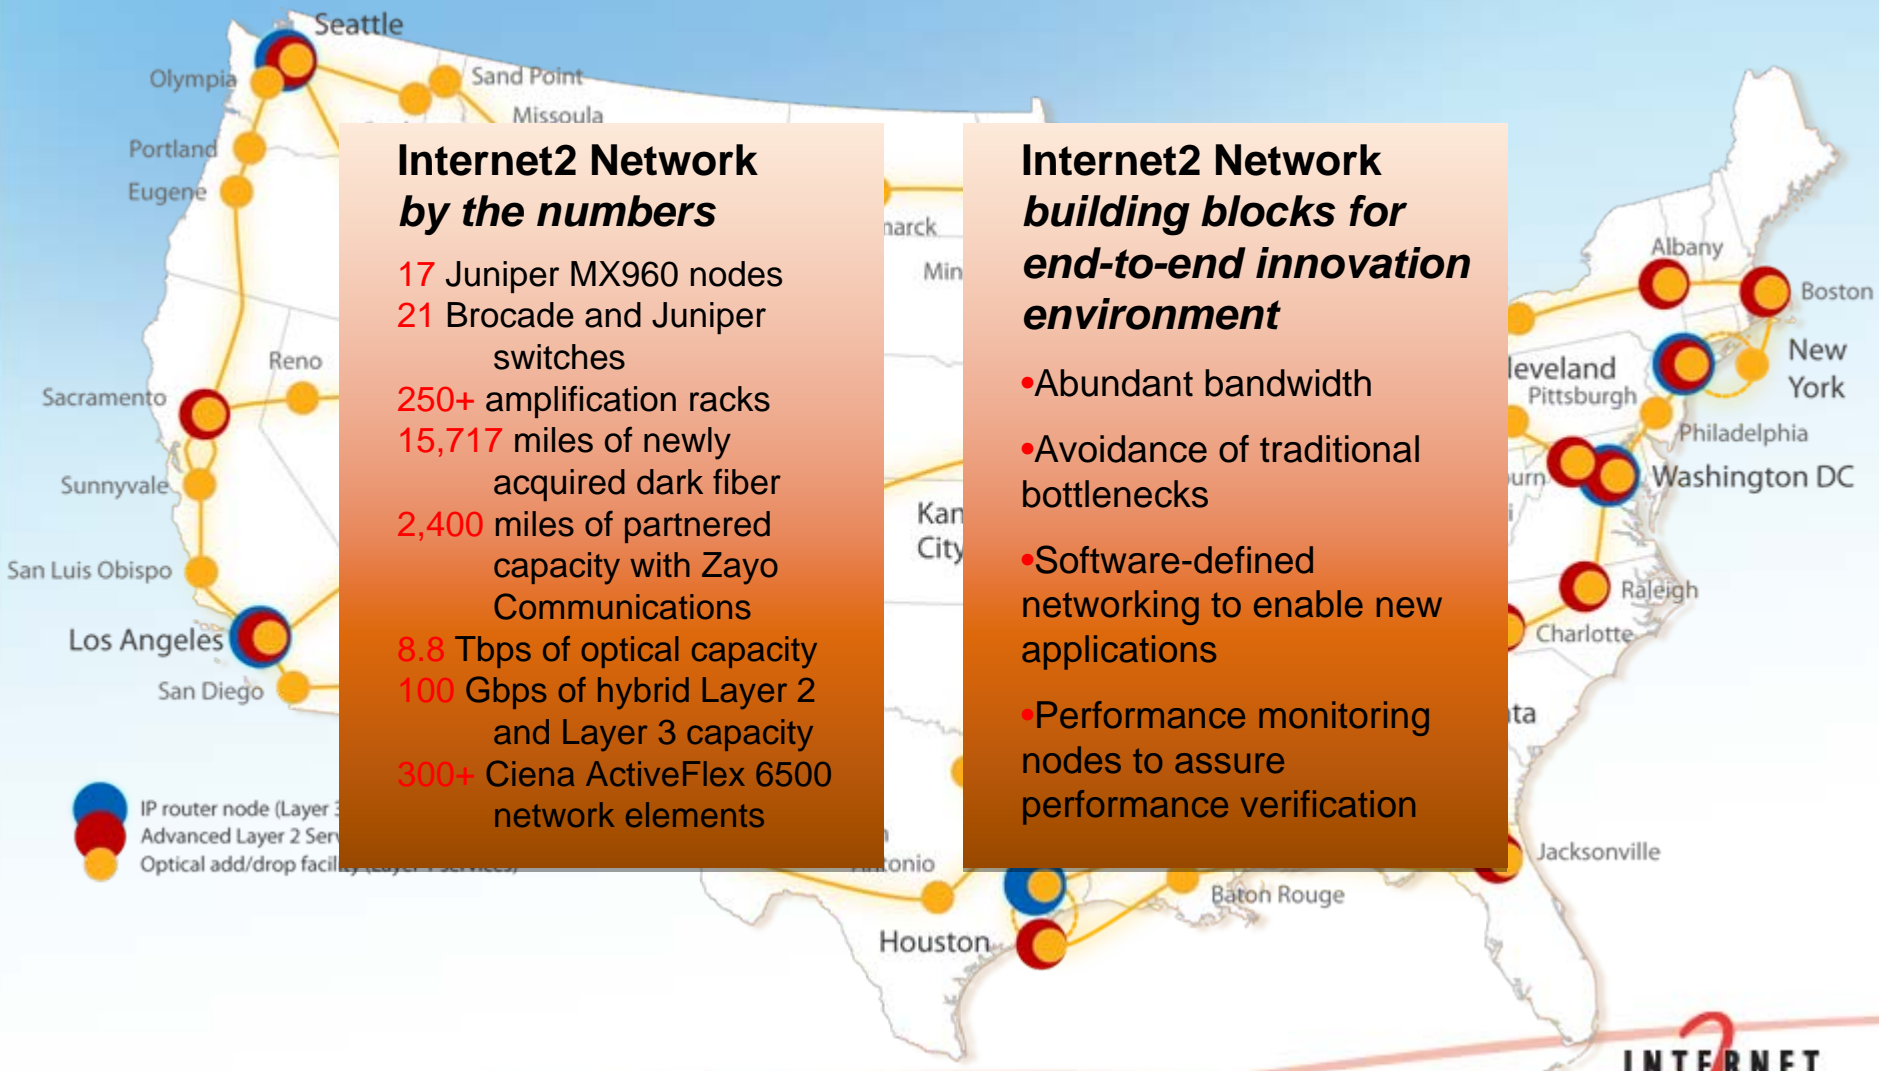 Seattle
Olympia
Sand Point
Missoula
Portland
Eugene
Reno
Sacramento
Sunnyvale
San Luis Obispo
Los Angeles
San Diego
IP router node (Layer
Advanced Layer 2
Optical add/drop
Internet2 Network
by the numbers
17 Juniper MX960 nodes
21 Brocade and Juniper
switches
250+ amplification racks
15,717 miles of newly
acquired dark fiber
2,400 miles of partnered
capacity with Zayo
Communications
8.8 Tbps of optical capacity
100 Gbps of hybrid Layer 2
and Layer 3 capacity
300+ Ciena ActiveFlex 6500
network elements
City
Internet2 Network
building blocks for
end-to-end innovation
environment
•Abundant bandwidth
•Avoidance of traditional
bottlenecks
•Software-defined
networking to enable new
applications
•Performance monitoring
nodes to assure
performance verification
Albany
Boston
New
York
Pittsburgh
Philadelphia
Washington DC
Raleigh
Charlotte
Jacksonville
Baton Rouge
Houston
INTERNET